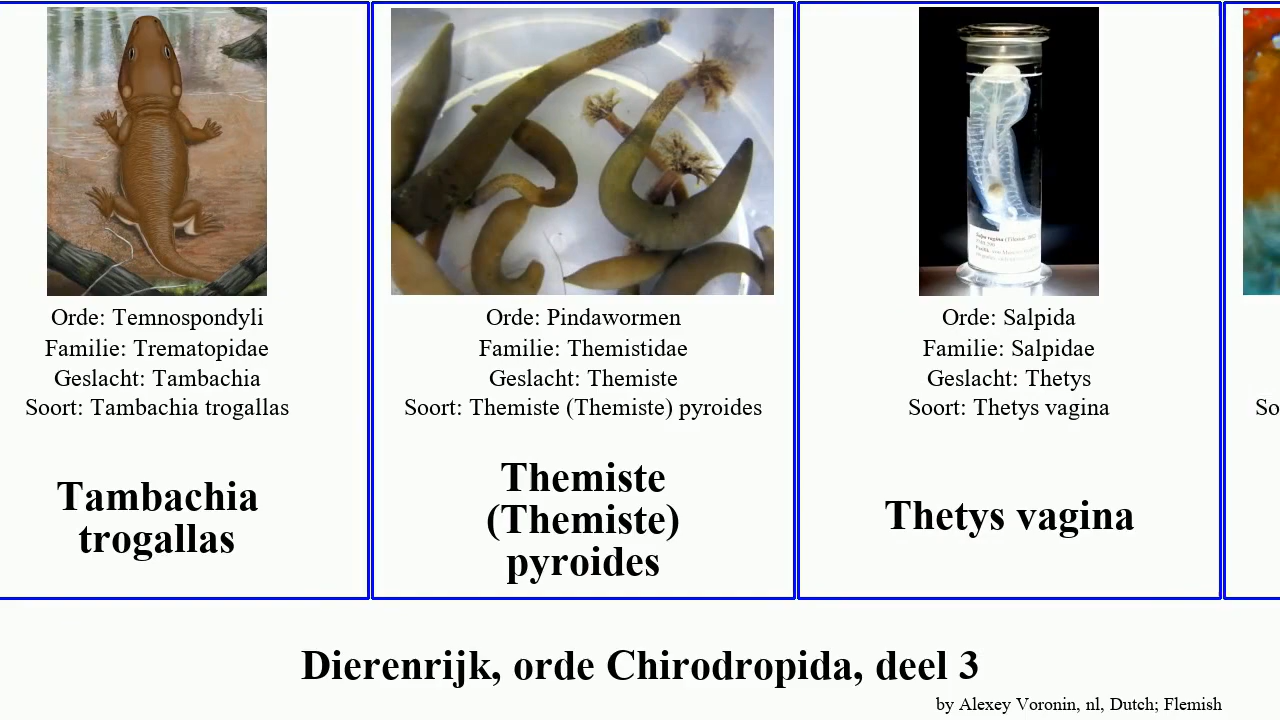 Orde: Temnospondyli
Familie: Trematopidae
Geslacht: Tambachia
Soort: Tambachia trogallas
Tambachia
trogallas
Orde: Pindawormen
Familie: Themistidae
Geslacht: Themiste
Soort: Themiste (Themiste) pyroides
Themiste
(Themiste)
pyroides
Orde: Salpida
Familie: Salpidae
Geslacht: Thetys
Soort: Thetys vagina
Thetys vagina
So
Dierenrijk, orde Chirodropida, deel 3
by Alexey Voronin, nl, Dutch; Flemish